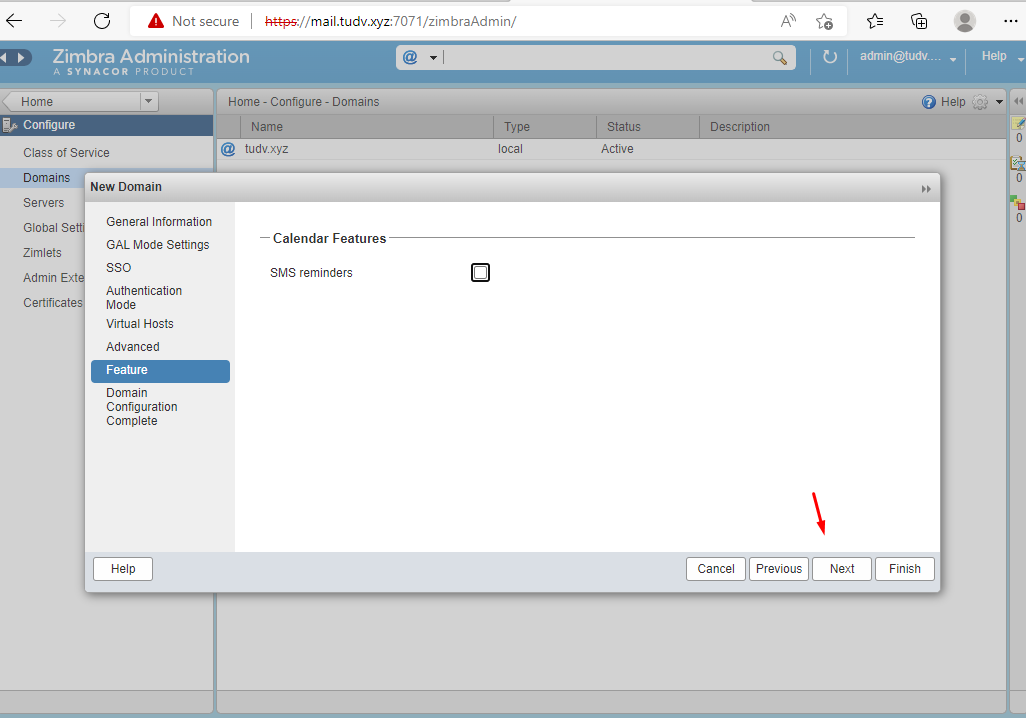 Not secure
https://mail.tudv.xyz:7071/zimbraAdmin/
Zimbra Administration
A SYNACOR PRODUCT
@
admin@tudv....
Help
Home
Home - Configure - Domains
Help
Configure
Name
Type
Status
Description
Class of Service
@ tudv.xyz
local
Active
0
Domains
0
Servers
0
Global Setti
Zimlets
Admin Exte
Certificates
New Domain
General Information
GAL Mode Settings
SSO
Authentication
Mode
Virtual Hosts
Advanced
Feature
Domain
Configuration
Complete
Calendar Features
SMS reminders
Help
Cancel
Previous
Next
Finish